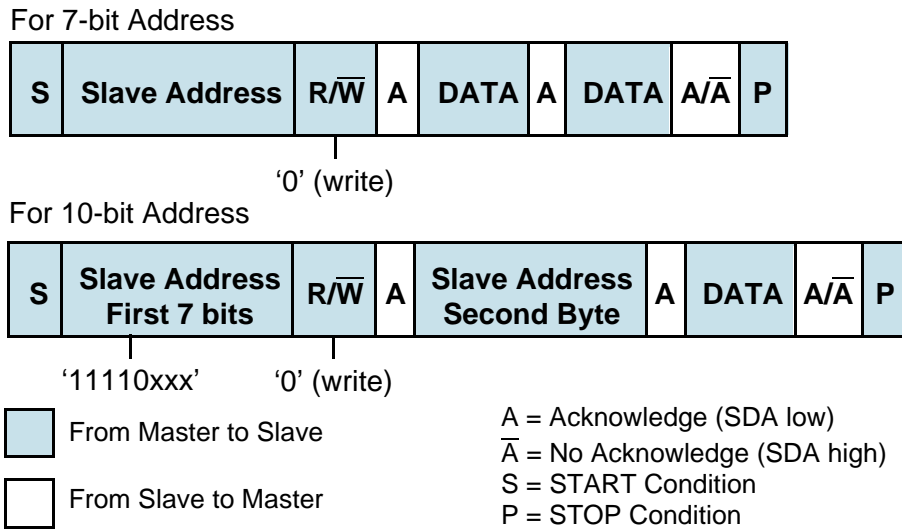 For 7-bit Address
S Slave Address R/W̅ A DATA A DATA A/A̅ P
‘0’ (write)
For 10-bit Address
S Slave Address First 7 bits R/W̅ A Slave Address Second Byte A DATA A/A̅ P
‘11110xxx’ ‘0’ (write)
From Master to Slave
From Slave to Master
A = Acknowledge (SDA low)
A̅ = No Acknowledge (SDA high)
S = START Condition
P = STOP Condition